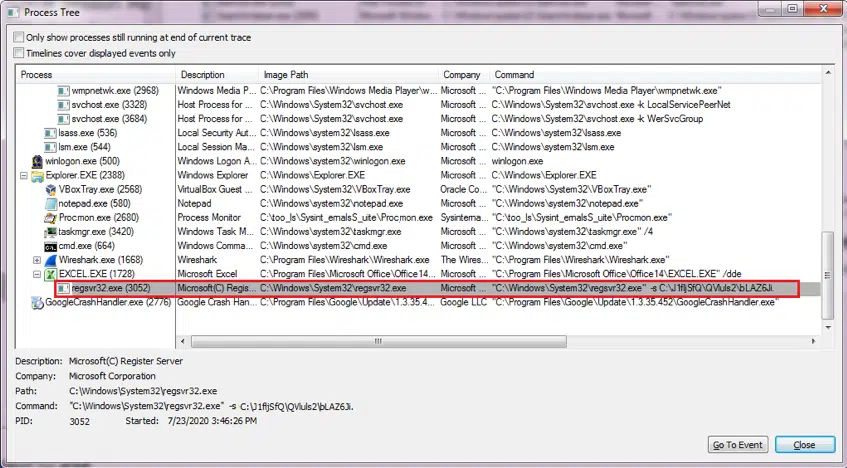 Process Tree
Only show processes still running at end of current trace
Timelines cover displayed events only
Process Description Image Path Company Command
wmpnetwk.exe (2968) Windows Media P... C:\Program Files\Windows Media Player\w... Microsoft ... "C:\Program Files\Windows Media Player\wmpnetwk.exe"
svchost.exe (3328) Host Process for ... C:\Windows\System32\svchost.exe Microsoft ... C:\Windows\System32\svchost.exe -k LocalServicePeerNet
svchost.exe (3684) Host Process for ... C:\Windows\System32\svchost.exe Microsoft ... C:\Windows\System32\svchost.exe -k WerSvcGroup
lsass.exe (536) Local Security Aut... C:\Windows\system32\lsass.exe Microsoft ... C:\Windows\system32\lsass.exe
lsm.exe (544) Local Session Ma... C:\Windows\system32\lsm.exe Microsoft ... C:\Windows\system32\lsm.exe
winlogon.exe (500) Windows Logon A... C:\Windows\system32\winlogon.exe Microsoft ... winlogon.exe
Explorer.EXE (2388) Windows Explorer C:\Windows\Explorer.EXE Microsoft ... C:\Windows\Explorer.EXE
VBoxTray.exe (2568) VirtualBox Guest ... C:\Windows\System32\VBoxTray.exe Oracle Co... "C:\Windows\System32\VBoxTray.exe"
notepad.exe (580) Notepad C:\Windows\system32\notepad.exe Microsoft ... "C:\Windows\system32\notepad.exe"
Procmon.exe (2680) Process Monitor C:\too_ls\Sysint_emalsS_uite\Procmon.exe Sysinterna... "C:\too_ls\Sysint_emalsS_uite\Procmon.exe"
taskmgr.exe (3420) Windows Task M... C:\Windows\system32\taskmgr.exe Microsoft ... "C:\Windows\system32\taskmgr.exe" /4
cmd.exe (664) Windows Comma... C:\Windows\system32\cmd.exe Microsoft ... "C:\Windows\system32\cmd.exe"
Wireshark.exe (1668) Wireshark C:\Program Files\Wireshark\Wireshark.exe The Wires... "C:\Program Files\Wireshark\Wireshark.exe"
EXCEL.EXE (1728) Microsoft Excel C:\Program Files\Microsoft Office\Office14... Microsoft ... "C:\Program Files\Microsoft Office\Office14\EXCEL.EXE" /dde
regsvr32.exe (3052) Microsoft(C) Regis... C:\Windows\System32\regsvr32.exe Microsoft ... "C:\Windows\System32\regsvr32.exe" -s C:\J1fljSfQ\QVluls2\bLAZ6Ji.
GoogleCrashHandler.exe (2776) Google Crash Han... C:\Program Files\Google\Update\1.3.35.4... Google LLC "C:\Program Files\Google\Update\1.3.35.452\GoogleCrashHandler.exe"
Description: Microsoft(C) Register Server
Company: Microsoft Corporation
Path: C:\Windows\System32\regsvr32.exe
Command: "C:\Windows\System32\regsvr32.exe" -s C:\J1fljSfQ\QVluls2\bLAZ6Ji.
PID: 3052 Started: 7/23/2020 3:46:26 PM
Go To Event Close